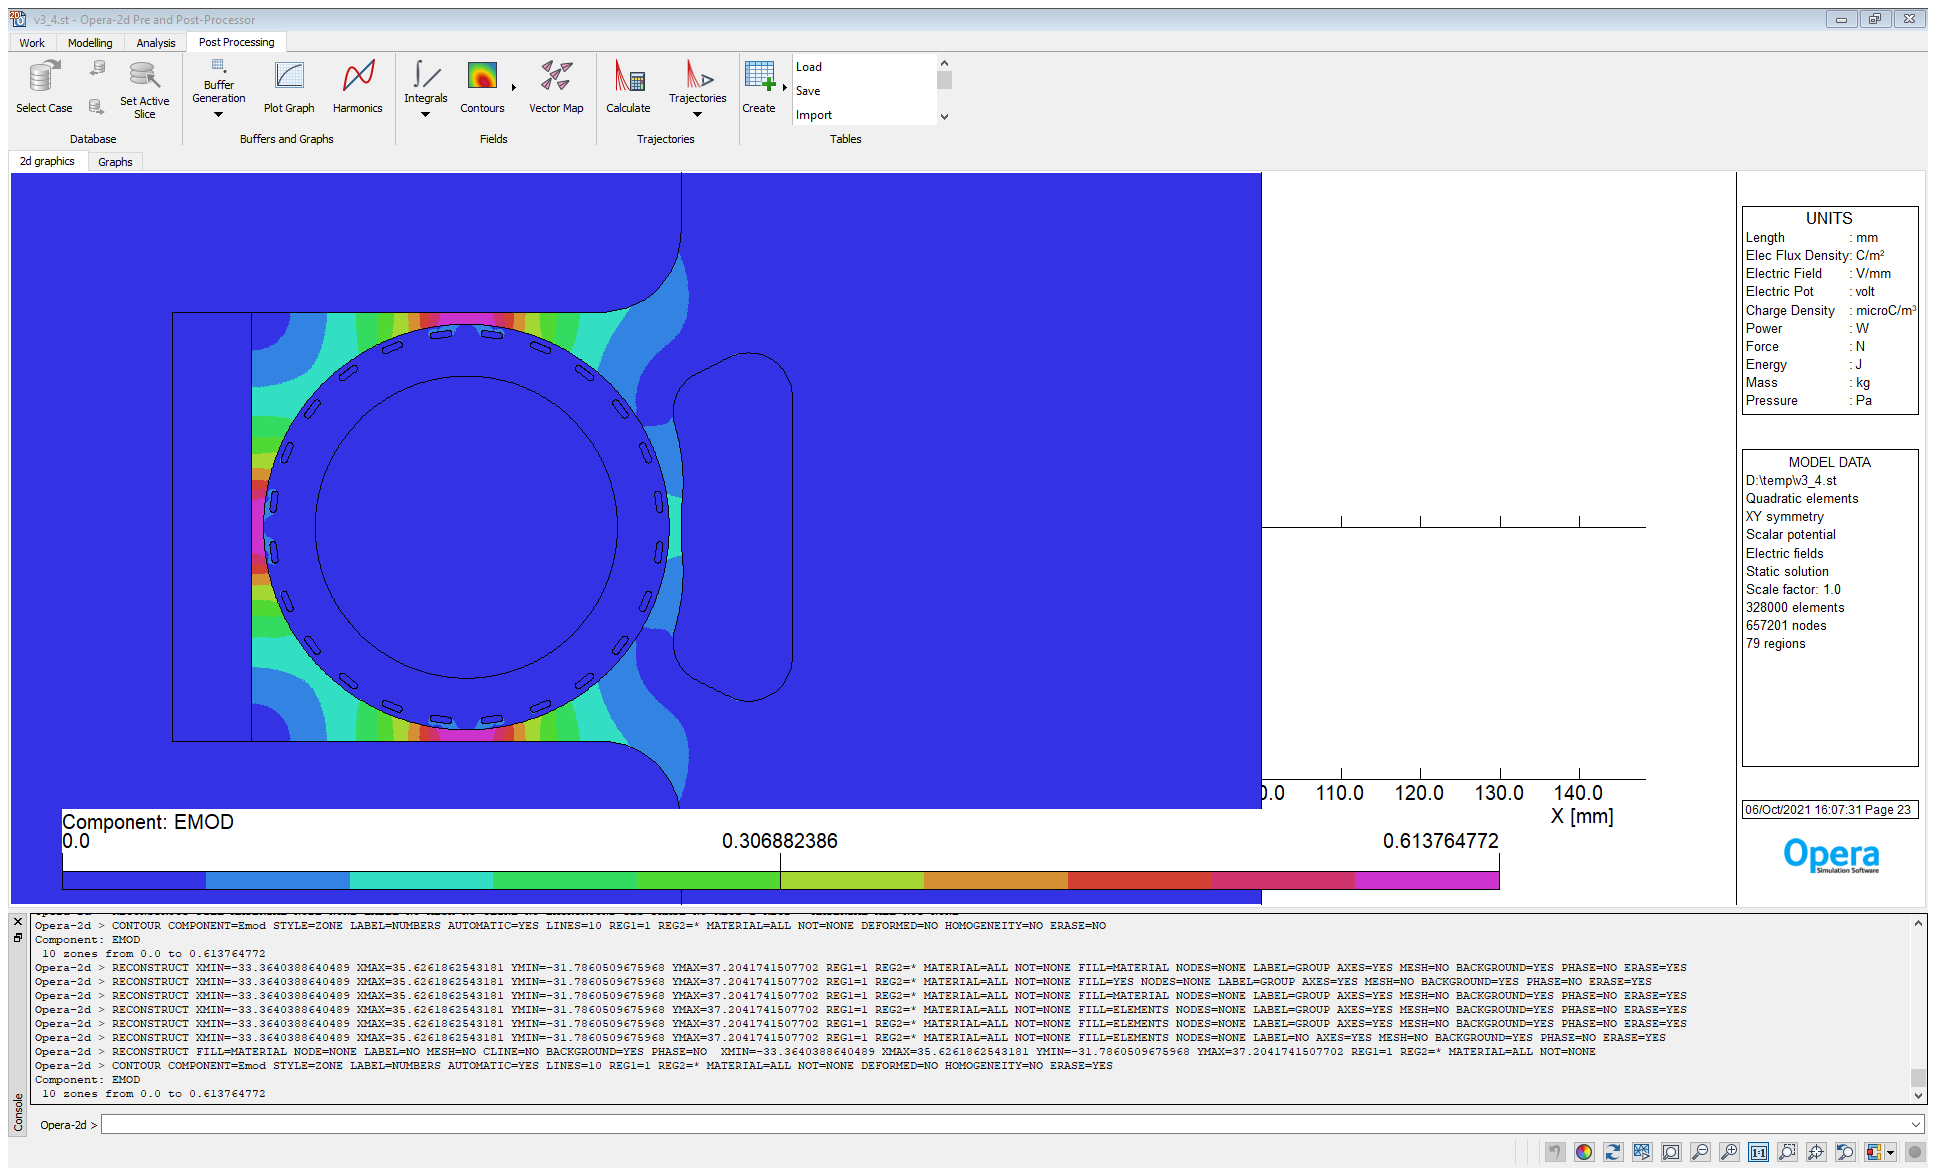 v3_4.st - Opera-2d Pre and Post-Processor
Work Modelling Analysis Post Processing
Select Case
Set Active Slice
Buffer Generation
Plot Graph
Harmonics
Integrals
Contours
Vector Map
Calculate
Trajectories
Create
Load
Save
Import
Database Buffers and Graphs Fields Trajectories Tables
2d graphics Graphs
UNITS
Length : mm
Elec Flux Density: C/m²
Electric Field : V/mm
Electric Pot : volt
Charge Density : microC/m³
Power : W
Force : N
Energy : J
Mass : kg
Pressure : Pa
MODEL DATA
D:\temp\v3_4.st
Quadratic elements
XY symmetry
Scalar potential
Electric fields
Static solution
Scale factor: 1.0
328000 elements
657201 nodes
79 regions
110.0 120.0 130.0 140.0
X [mm]
06/Oct/2021 16:07:31 Page 23
Opera
Simulation Software
Component: EMOD
0.0 0.306882386 0.613764772
Opera-2d > CONTOUR COMPONENT=Emod STYLE=ZONE LABEL=NUMBERS AUTOMATIC=YES LINES=10 REG1=1 REG2=* MATERIAL=ALL NOT=NONE DEFORMED=NO HOMOGENEITY=NO ERASE=NO
Component: EMOD
10 zones from 0.0 to 0.613764772
Opera-2d > RECONSTRUCT XMIN=-33.3640388640489 XMAX=35.6261862543181 YMIN=-31.7860509675968 YMAX=37.2041741507702 REG1=1 REG2=* MATERIAL=ALL NOT=NONE FILL=MATERIAL NODES=NONE LABEL=GROUP AXES=YES MESH=NO BACKGROUND=YES PHASE=NO ERASE=YES
Opera-2d > RECONSTRUCT XMIN=-33.3640388640489 XMAX=35.6261862543181 YMIN=-31.7860509675968 YMAX=37.2041741507702 REG1=1 REG2=* MATERIAL=ALL NOT=NONE FILL=YES NODES=NONE LABEL=GROUP AXES=YES MESH=NO BACKGROUND=YES PHASE=NO ERASE=YES
Opera-2d > RECONSTRUCT XMIN=-33.3640388640489 XMAX=35.6261862543181 YMIN=-31.7860509675968 YMAX=37.2041741507702 REG1=1 REG2=* MATERIAL=ALL NOT=NONE FILL=MATERIAL NODES=NONE LABEL=GROUP AXES=YES MESH=NO BACKGROUND=YES PHASE=NO ERASE=YES
Opera-2d > RECONSTRUCT XMIN=-33.3640388640489 XMAX=35.6261862543181 YMIN=-31.7860509675968 YMAX=37.2041741507702 REG1=1 REG2=* MATERIAL=ALL NOT=NONE FILL=ELEMENTS NODES=NONE LABEL=GROUP AXES=YES MESH=NO BACKGROUND=YES PHASE=NO ERASE=YES
Opera-2d > RECONSTRUCT XMIN=-33.3640388640489 XMAX=35.6261862543181 YMIN=-31.7860509675968 YMAX=37.2041741507702 REG1=1 REG2=* MATERIAL=ALL NOT=NONE FILL=ELEMENTS NODES=NONE LABEL=GROUP AXES=YES MESH=NO BACKGROUND=YES PHASE=NO ERASE=YES
Opera-2d > RECONSTRUCT XMIN=-33.3640388640489 XMAX=35.6261862543181 YMIN=-31.7860509675968 YMAX=37.2041741507702 REG1=1 REG2=* MATERIAL=ALL NOT=NONE FILL=ELEMENTS NODES=NONE LABEL=NO AXES=YES MESH=NO BACKGROUND=YES PHASE=NO ERASE=YES
Opera-2d > RECONSTRUCT FILL=MATERIAL NODE=NONE LABEL=NO MESH=NO CLINE=NO BACKGROUND=YES PHASE=NO XMIN=-33.3640388640489 XMAX=35.6261862543181 YMIN=-31.7860509675968 YMAX=37.2041741507702 REG1=1 REG2=* MATERIAL=ALL NOT=NONE
Opera-2d > CONTOUR COMPONENT=Emod STYLE=ZONE LABEL=NUMBERS AUTOMATIC=YES LINES=10 REG1=1 REG2=* MATERIAL=ALL NOT=NONE DEFORMED=NO HOMOGENEITY=NO ERASE=YES
Component: EMOD
10 zones from 0.0 to 0.613764772
Console
Opera-2d >
1:1